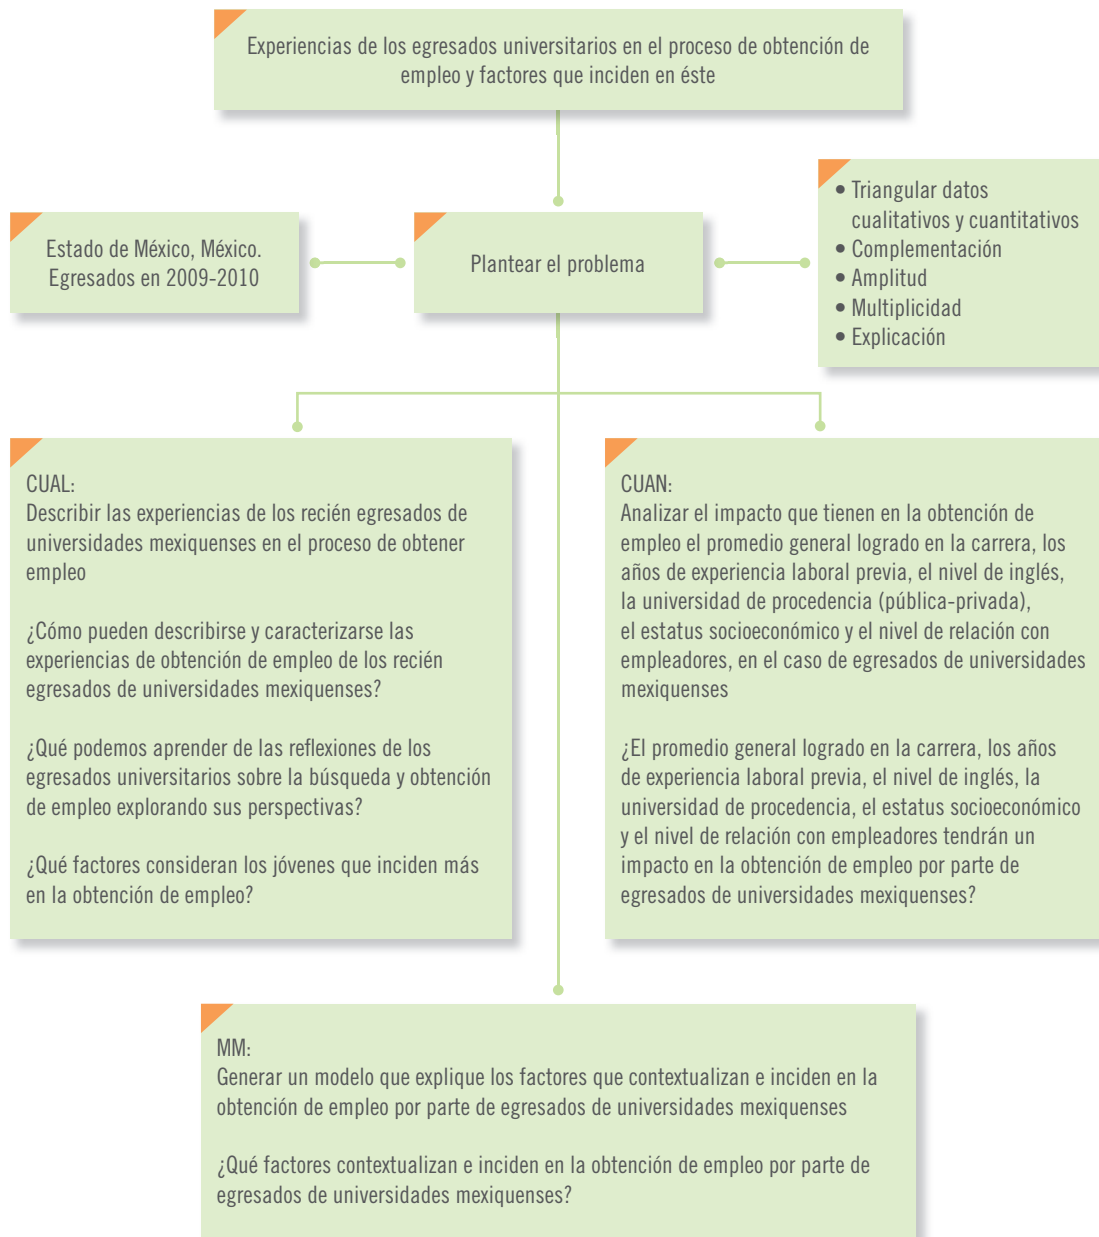 Experiencias de los egresados universitarios en el proceso de obtención de
empleo y factores que inciden en éste
Estado de México, México.
Egresados en 2009-2010
Plantear el problema
• Triangular datos
cualitativos y cuantitativos
• Complementación
• Amplitud
• Multiplicidad
• Explicación
CUAL:
Describir las experiencias de los recién egresados de
universidades mexiquenses en el proceso de obtener
empleo
¿Cómo pueden describirse y caracterizarse las
experiencias de obtención de empleo de los recién
egresados de universidades mexiquenses?
¿Qué podemos aprender de las reflexiones de los
egresados universitarios sobre la búsqueda y obtención
de empleo explorando sus perspectivas?
¿Qué factores consideran los jóvenes que inciden más
en la obtención de empleo?
CUAN:
Analizar el impacto que tienen en la obtención de
empleo el promedio general logrado en la carrera, los
años de experiencia laboral previa, el nivel de inglés,
la universidad de procedencia (pública-privada),
el estatus socioeconómico y el nivel de relación con
empleadores, en el caso de egresados de universidades
mexiquenses
¿El promedio general logrado en la carrera, los años
de experiencia laboral previa, el nivel de inglés, la
universidad de procedencia, el estatus socioeconómico
y el nivel de relación con empleadores tendrán un
impacto en la obtención de empleo por parte de
egresados de universidades mexiquenses?
MM:
Generar un modelo que explique los factores que contextualizan e inciden en la
obtención de empleo por parte de egresados de universidades mexiquenses
¿Qué factores contextualizan e inciden en la obtención de empleo por parte de
egresados de universidades mexiquenses?